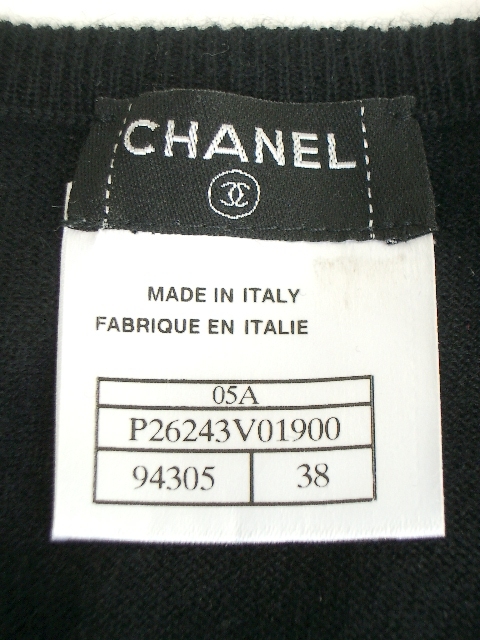 CHANEL
MADE IN ITALY
FABRIQUE EN ITALIE
05A
P26243V01900
94305 38